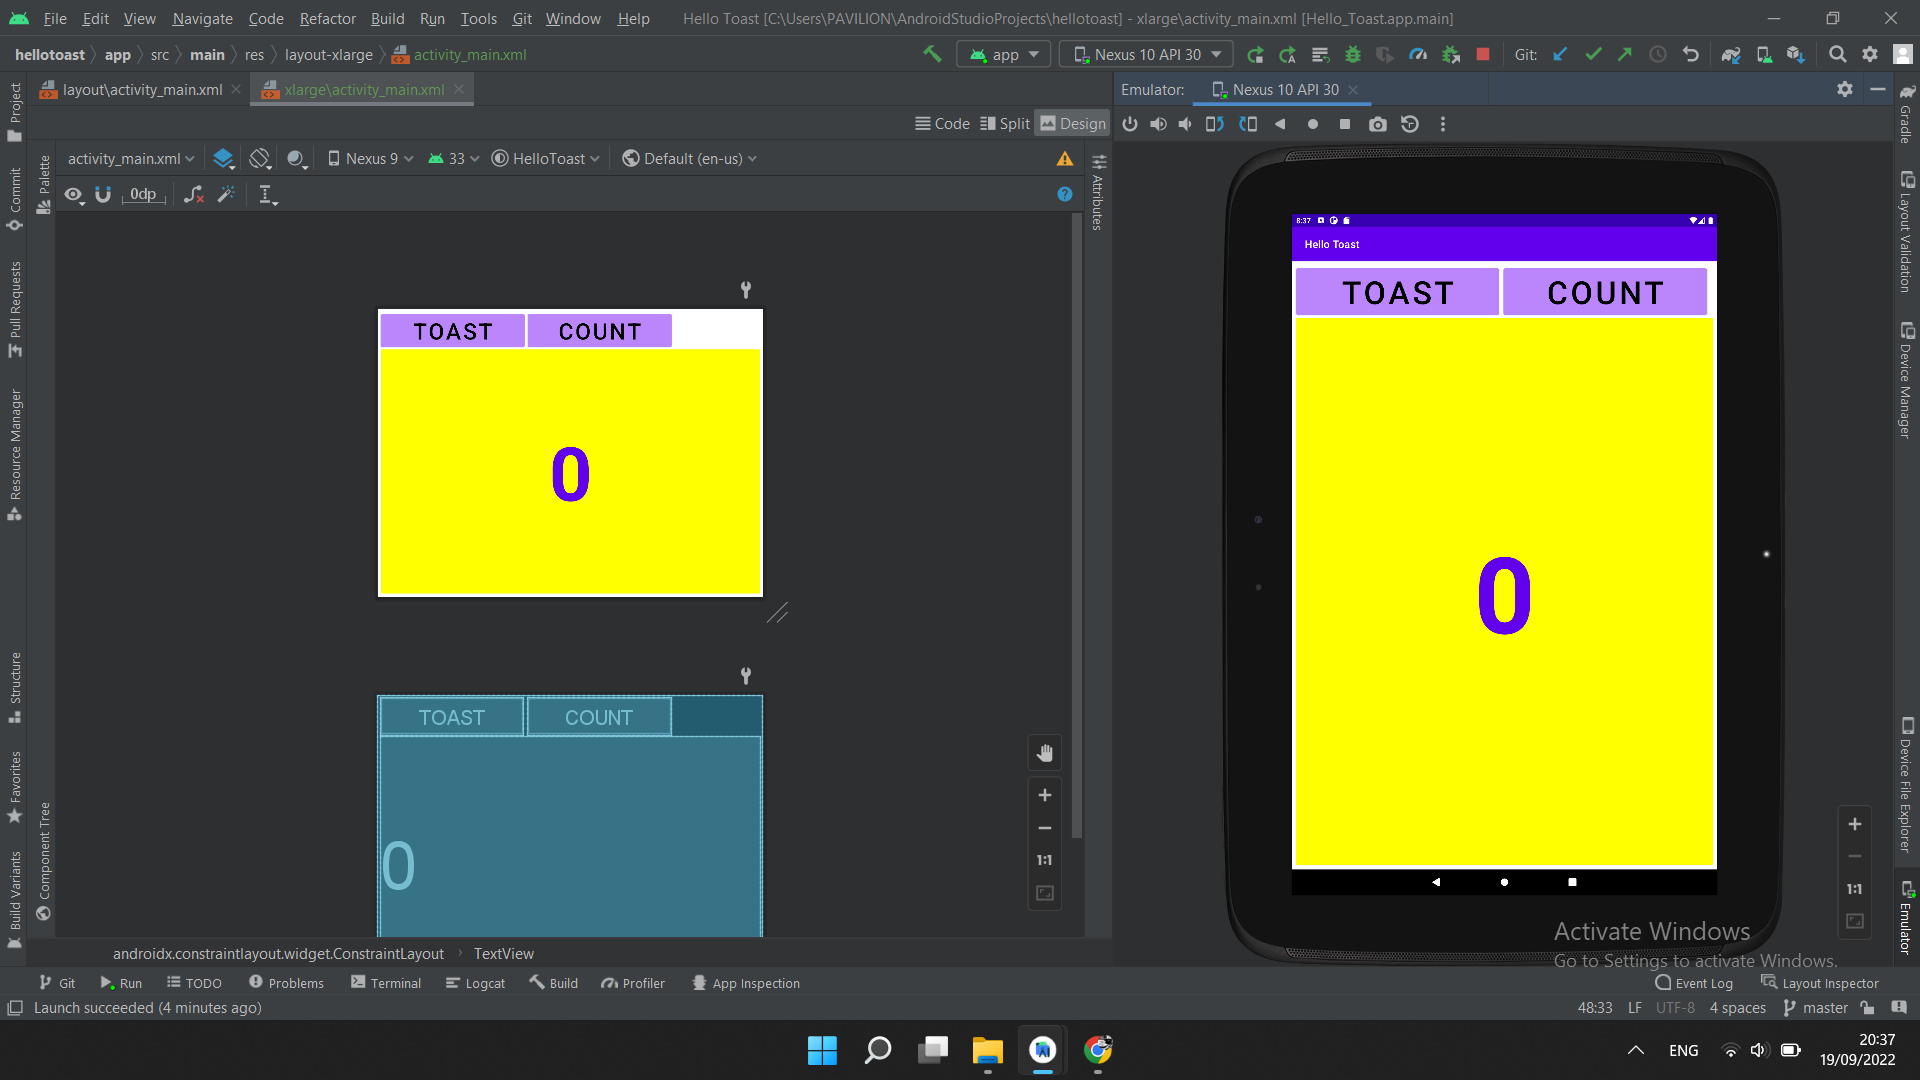 File Edit View Navigate Code Refactor Build Run Tools Git Window Help Hello Toast [C:\Users\PAVILION\AndroidStudioProjects\hellotoast] - xlarge\activity_main.xml [Hello_Toast.app.main]
hellotoast app src main res layout-xlarge activity_main.xml app Nexus 10 API 30 Git:
layout\activity_main.xml xlarge\activity_main.xml
Emulator: Nexus 10 API 30
Code Split Design
activity_main.xml Nexus 9 33 HelloToast Default (en-us)
0dp
Project
Commit
Pull Requests
Resource Manager
Structure
Favorites
Build Variants
Palette
Component Tree
TOAST COUNT
0
TOAST COUNT
0
1:1
Attributes
8:37
Hello Toast
TOAST COUNT
0
1:1
Gradle
Layout Validation
Device Manager
Device File Explorer
Emulator
Activate Windows
Go to Settings to activate Windows.
androidx.constraintlayout.widget.ConstraintLayout TextView
Git Run TODO Problems Terminal Logcat Build Profiler App Inspection Event Log Layout Inspector
Launch succeeded (4 minutes ago) 48:33 LF UTF-8 4 spaces master
ENG 20:37
19/09/2022